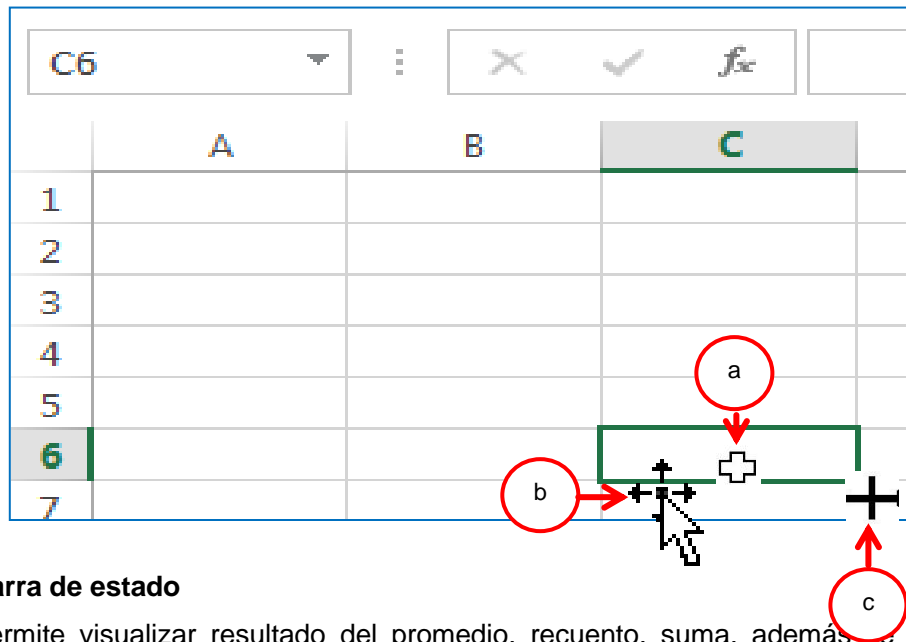 C6 fx
A B C
1
2
3
4
a
5
6
b
7
c
arra de estado
ermite visualizar resultado del promedio, recuento, suma, además